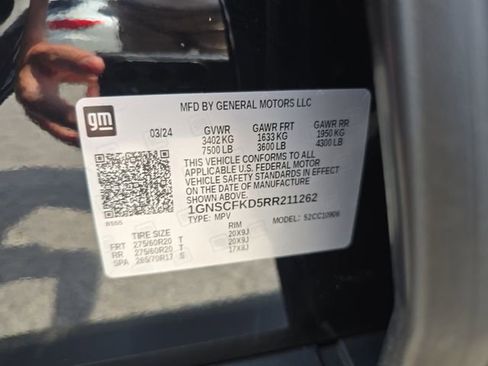 MFD BY GENERAL MOTORS LLC
gm
03/24 GVWR GAWR FRT GAWR RR
3402 KG 1633 KG 1950 KG
7500 LB 3600 LB 4300 LB
THIS VEHICLE CONFORMS TO ALL
APPLICABLE U.S. FEDERAL MOTOR
VEHICLE SAFETY STANDARDS IN EFFECT
ON THE DATE OF MANUFACTURE
SHOWN ABOVE.
1GNSCFKD5RR211262
TYPE: MPV MODEL: 
TIRE SIZE RIM
FRT 275/60R20 T 20X9J
RR 275/60R20 T 20X9J
SPA 265/70R17 S 17X8J